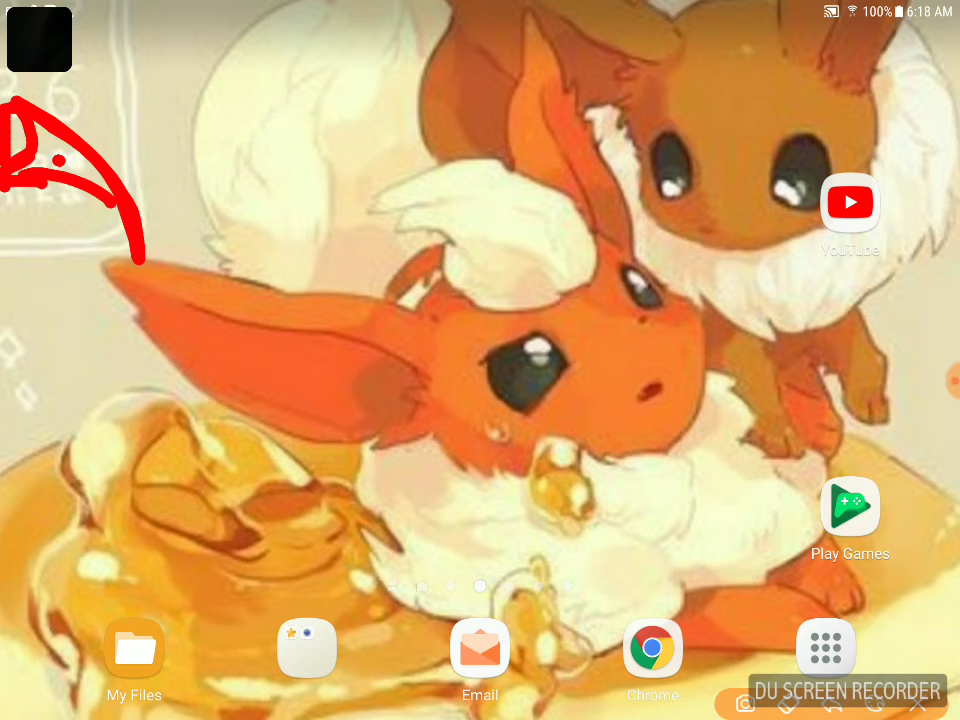 100% 6:18 AM
YouTube
Play Games
My Files
Email
Chrome
DU SCREEN RECORDER